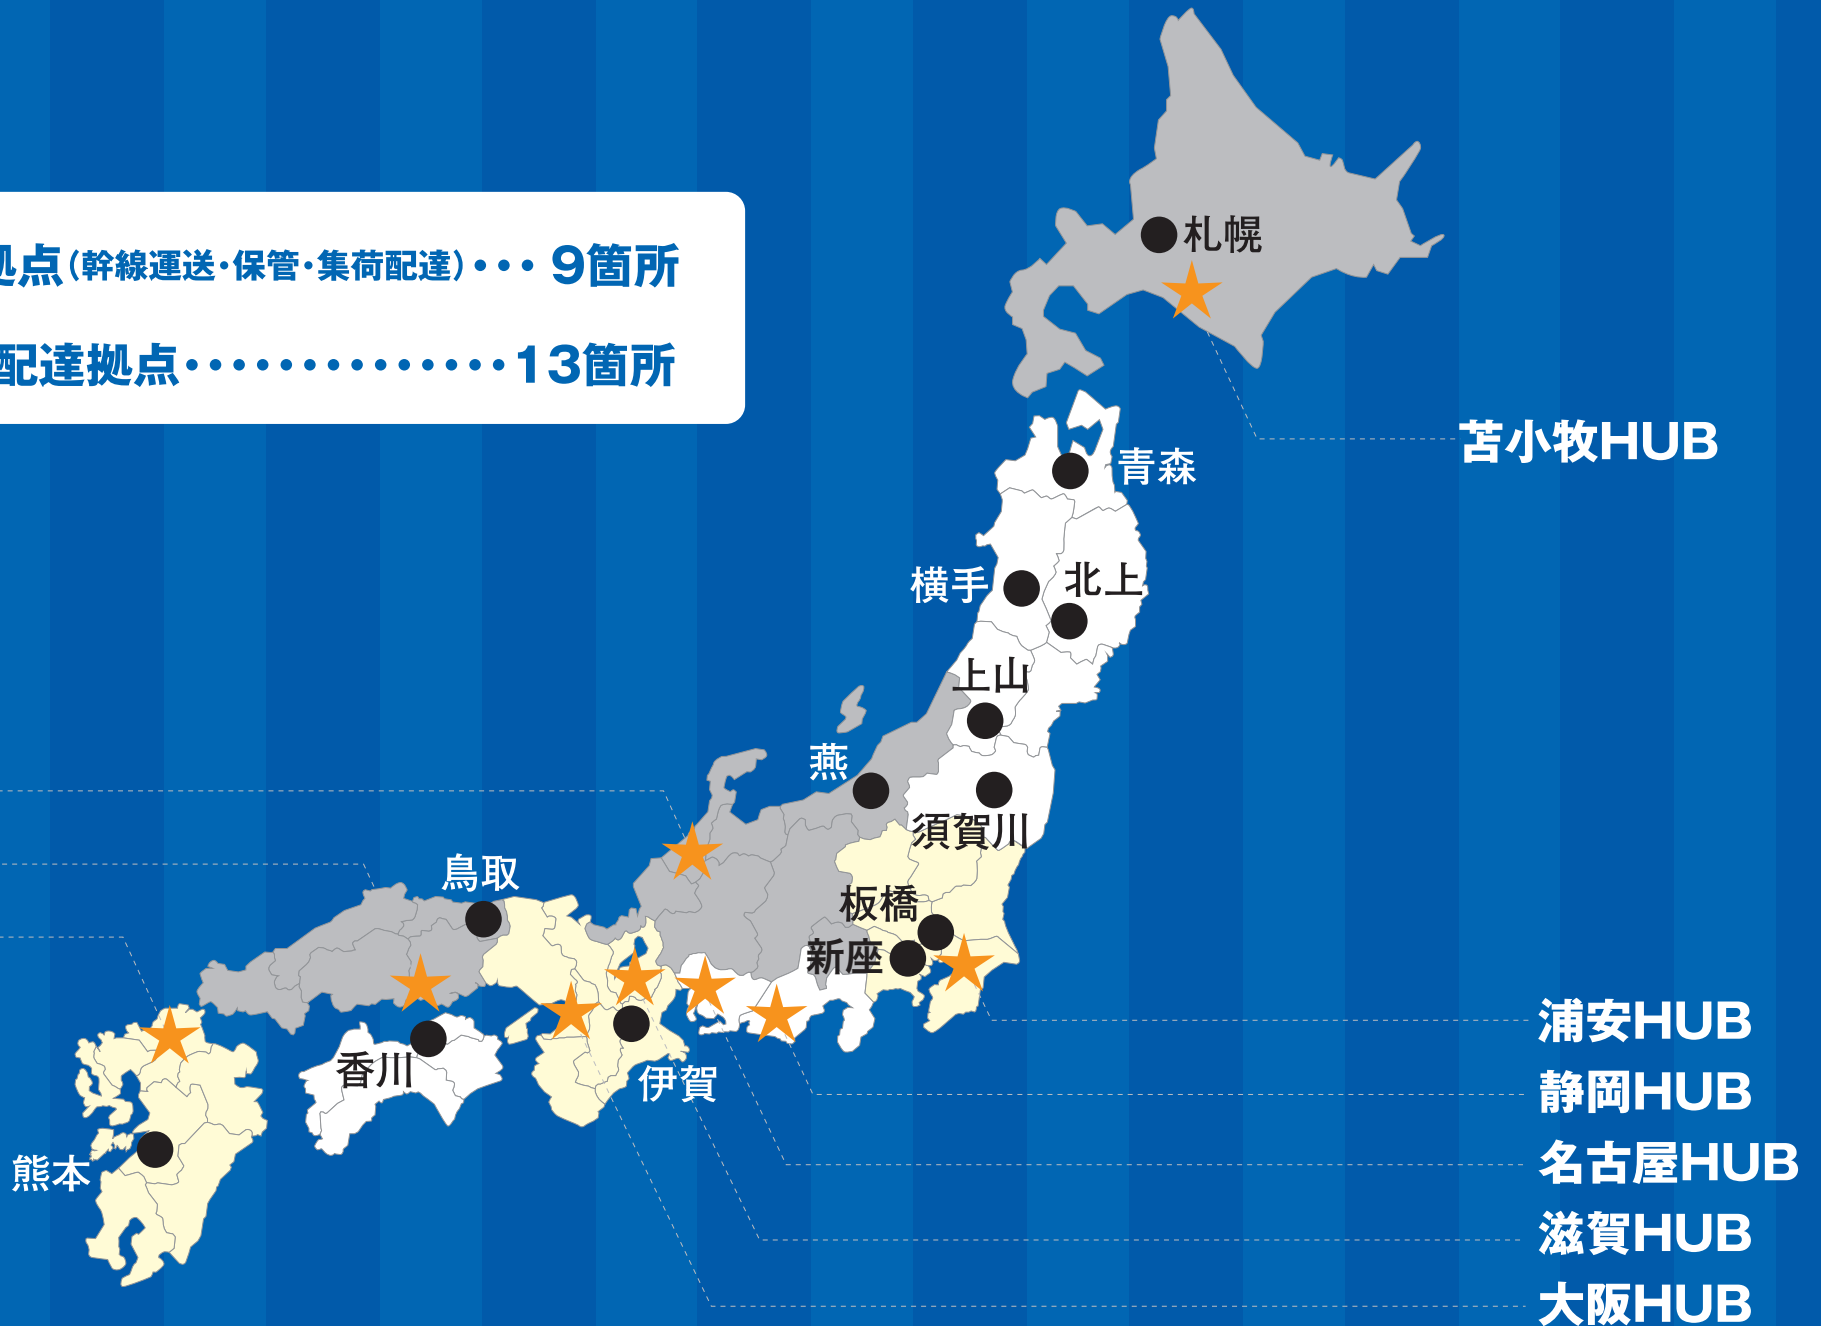 拠点(幹線運送・保管・集荷配達)・・・ 9箇所
配達拠点・・・・・・・・・・・・・・13箇所
札幌
苫小牧HUB
青森
横手
北上
上山
燕
須賀川
鳥取
板橋
新座
香川
伊賀
熊本
浦安HUB
静岡HUB
名古屋HUB
滋賀HUB
大阪HUB